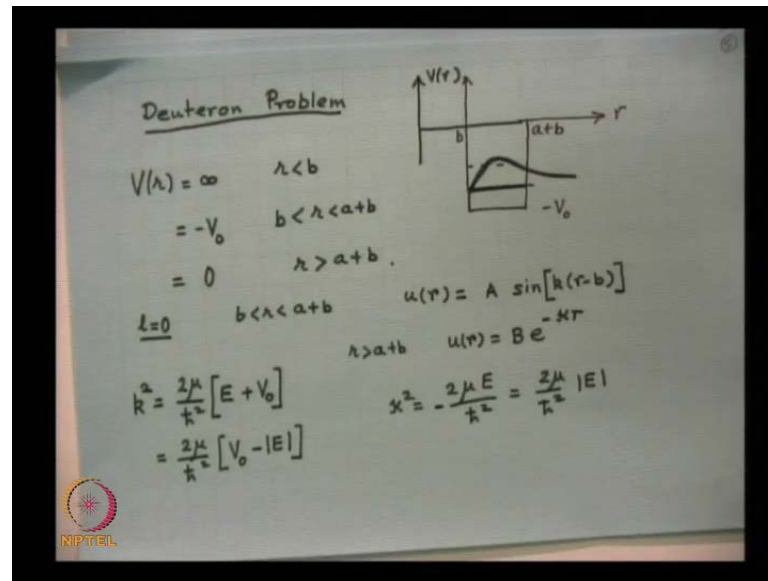 5
Deuteron Problem
V(r)
r
b
a+b
-V₀
V(r) = ∞ r<b
= -V₀ b<r<a+b
= 0 r>a+b.
l=0 b<r<a+b u(r) = A sin[k(r-b)]
r>a+b u(r) = B e^{-κr}
k² = 2μ/ħ² [E + V₀] κ² = -2μE/ħ² = 2μ/ħ² |E|
= 2μ/ħ² [V₀ - |E|]
NPTEL